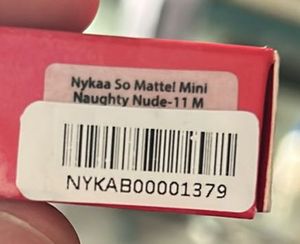 Nykaa So Matte! Mini
Naughty Nude-11 M
NYKAB00001379